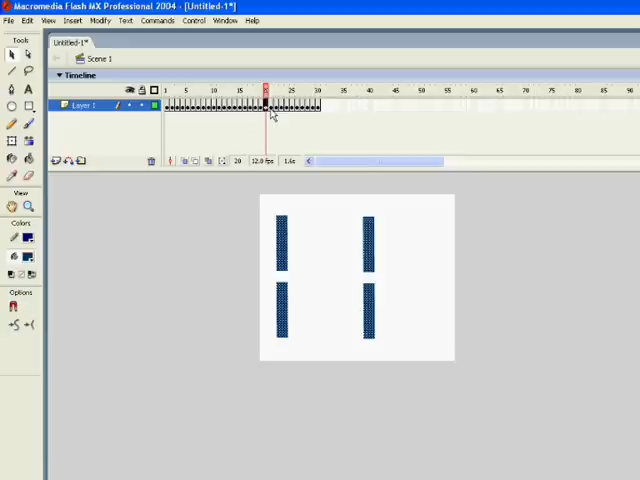 Macromedia Flash MX Professional 2004 - [Untitled-1*]
File Edit View Insert Modify Text Commands Control Window Help
Tools
Untitled-1*
Scene 1
Timeline
1 5 10 15 20 25 30 35 40 45 50 55 60 65 70 75 80 85 90 95
Layer 1
20 12.0 fps 1.6s
View
Colors
Options